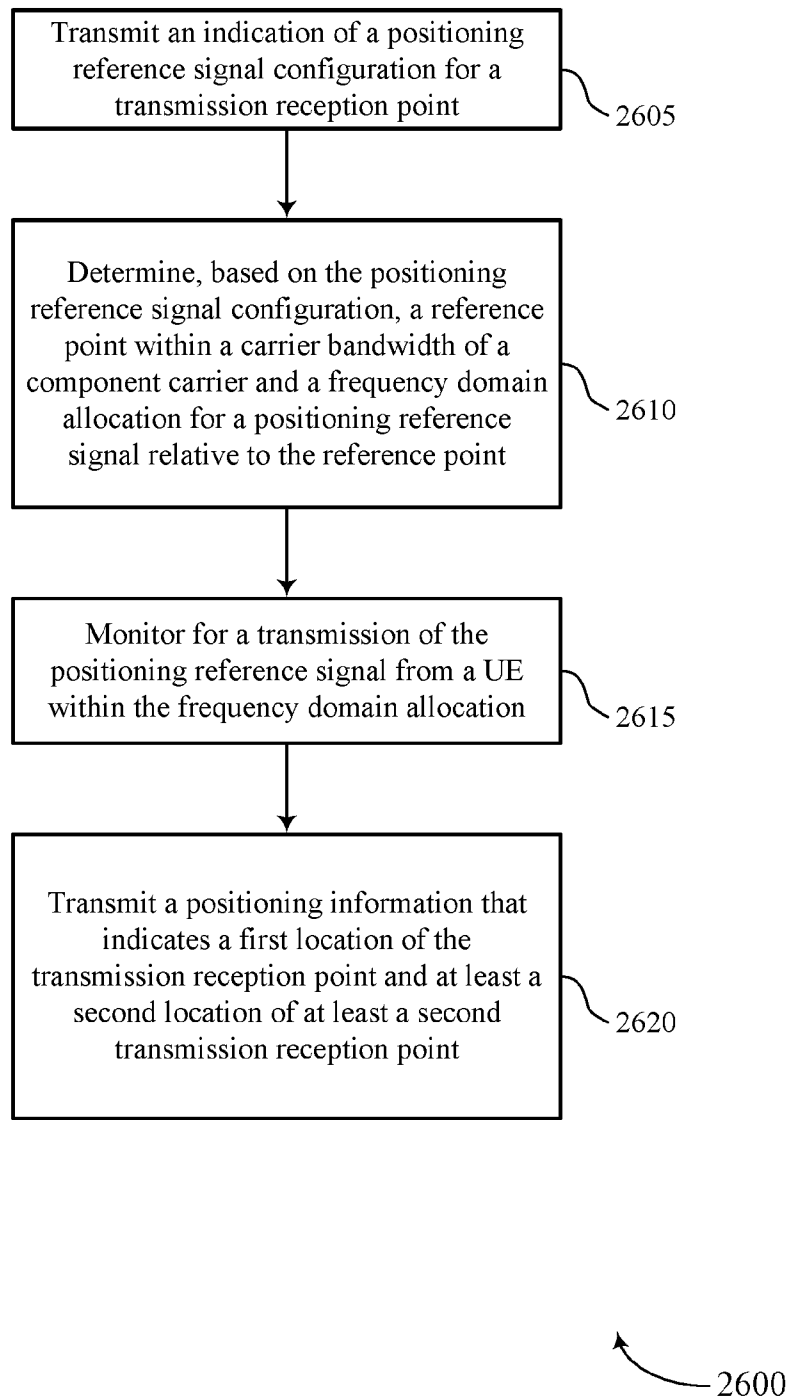 Transmit an indication of a positioning
reference signal configuration for a
transmission reception point
2605
Determine, based on the positioning
reference signal configuration, a reference
point within a carrier bandwidth of a
component carrier and a frequency domain
allocation for a positioning reference
signal relative to the reference point
2610
Monitor for a transmission of the
positioning reference signal from a UE
within the frequency domain allocation
2615
Transmit a positioning information that
indicates a first location of the
transmission reception point and at least a
second location of at least a second
transmission reception point
2620
2600